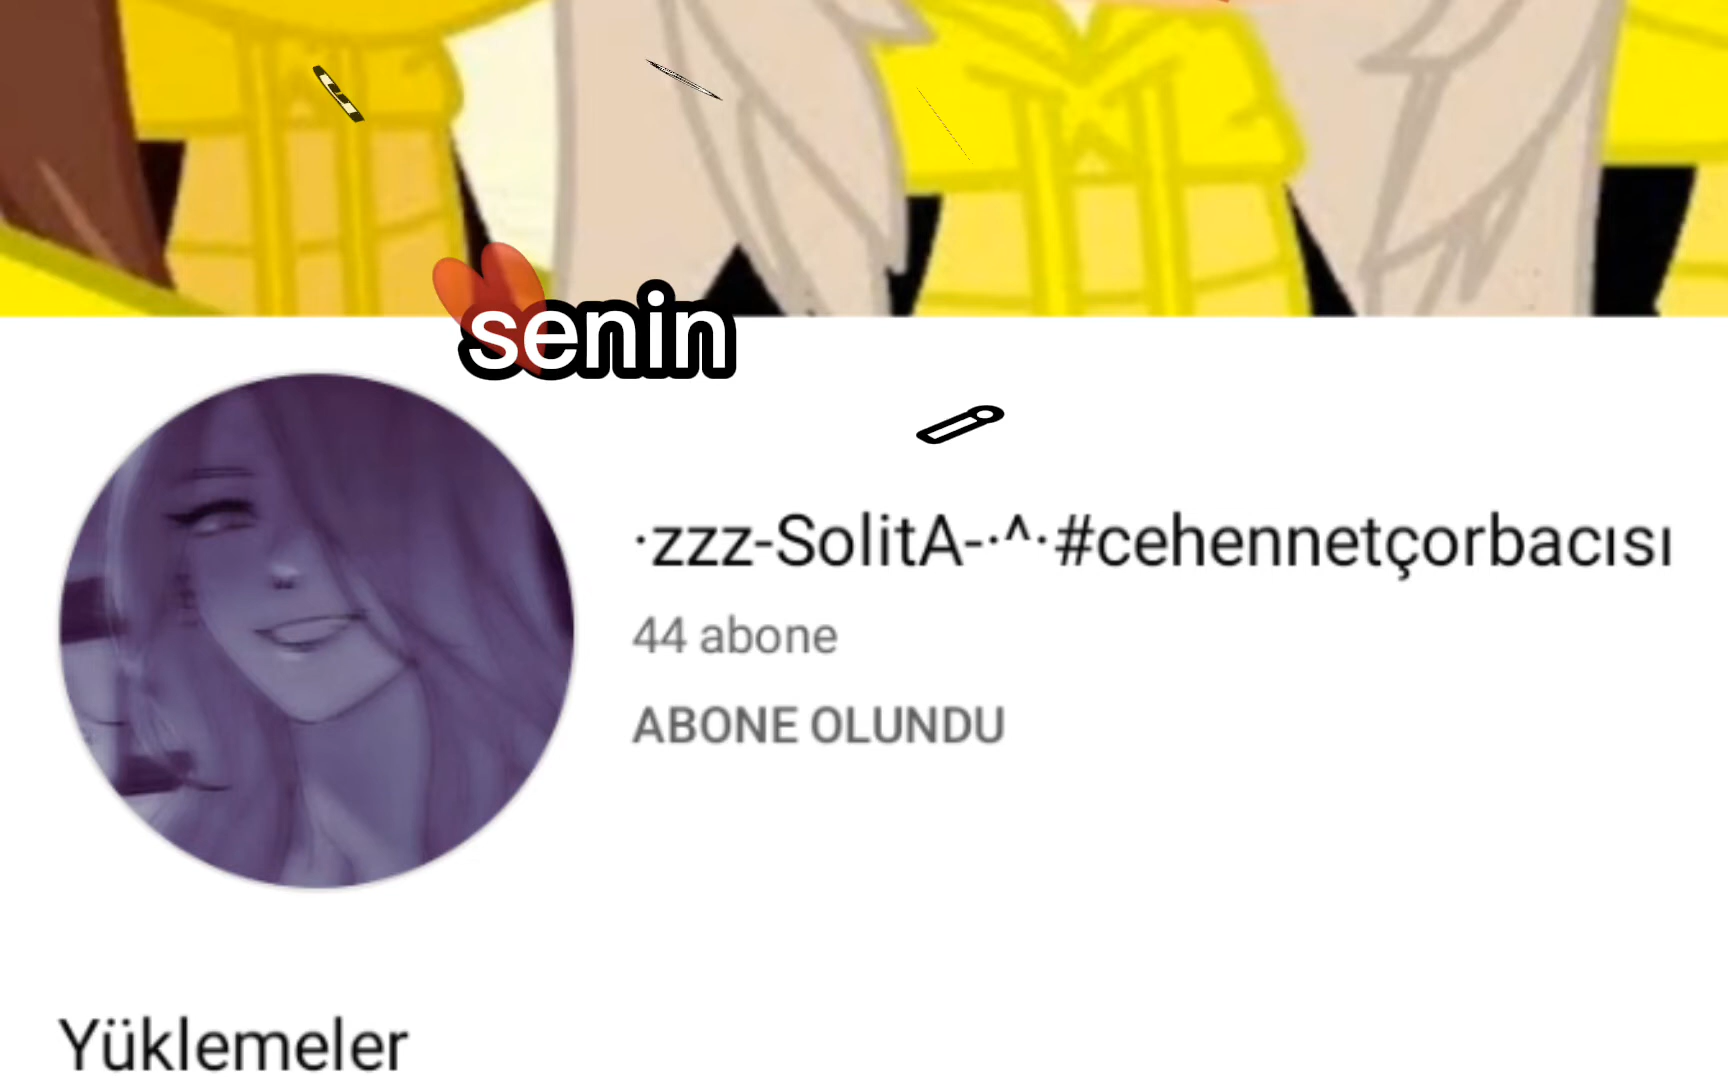 senin
·zzz-SolitA-·^·#cehennetçorbacısı
44 abone
ABONE OLUNDU
Yüklemeler